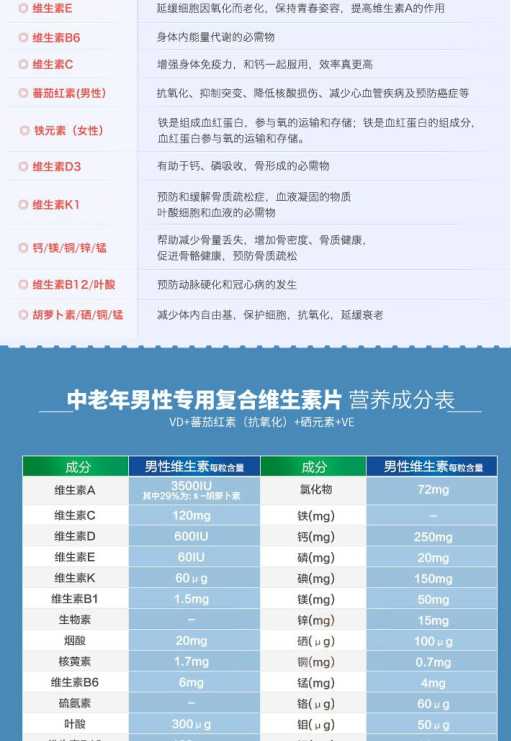 维生素E 延缓细胞因氧化而老化，保持青春姿容，提高维生素A的作用
维生素B6 身体内能量代谢的必需物
维生素C 增强身体免疫力，和钙一起服用，效率真更高
蕃茄红素(男性） 抗氧化、抑制突变、降低核酸损伤、减少心血管疾病及预防癌症等
铁元素（女性） 铁是组成血红蛋白，参与氧的运输和存储；铁是血红蛋白的组成分，
血红蛋白参与氧的运输和存储。
维生素D3 有助于钙、磷吸收，骨形成的必需物
维生素K1 预防和缓解骨质疏松症，血液凝固的物质
叶酸细胞和血液的必需物
钙/镁/铜/锌/锰 帮助减少骨量丢失，增加骨密度、骨质健康，
促进骨骼健康，预防骨质疏松
维生素B12/叶酸 预防动脉硬化和冠心病的发生
胡萝卜素/硒/铜/锰 减少体内自由基，保护细胞，抗氧化，延缓衰老
中老年男性专用复合维生素片 营养成分表
VD+蕃茄红素（抗氧化）+硒元素+VE
成分 男性维生素每粒含量 成分 男性维生素每粒含量
维生素A 3500IU 氯化物 72mg
其中29%为:ß-胡萝卜素
维生素C 120mg 铁(mg) –
维生素D 600IU 钙(mg) 250mg
维生素E 60IU 磷(mg) 20mg
维生素K 60μg 碘(mg) 150mg
维生素B1 1.5mg 镁(mg) 50mg
生物素 – 锌(mg) 15mg
烟酸 20mg 硒(μg) 100μg
核黄素 1.7mg 铜(mg) 0.7mg
维生素B6 6mg 锰(mg) 4mg
硫氨素 – 铬(μg) 60μg
叶酸 300μg 钼(μg) 50μg